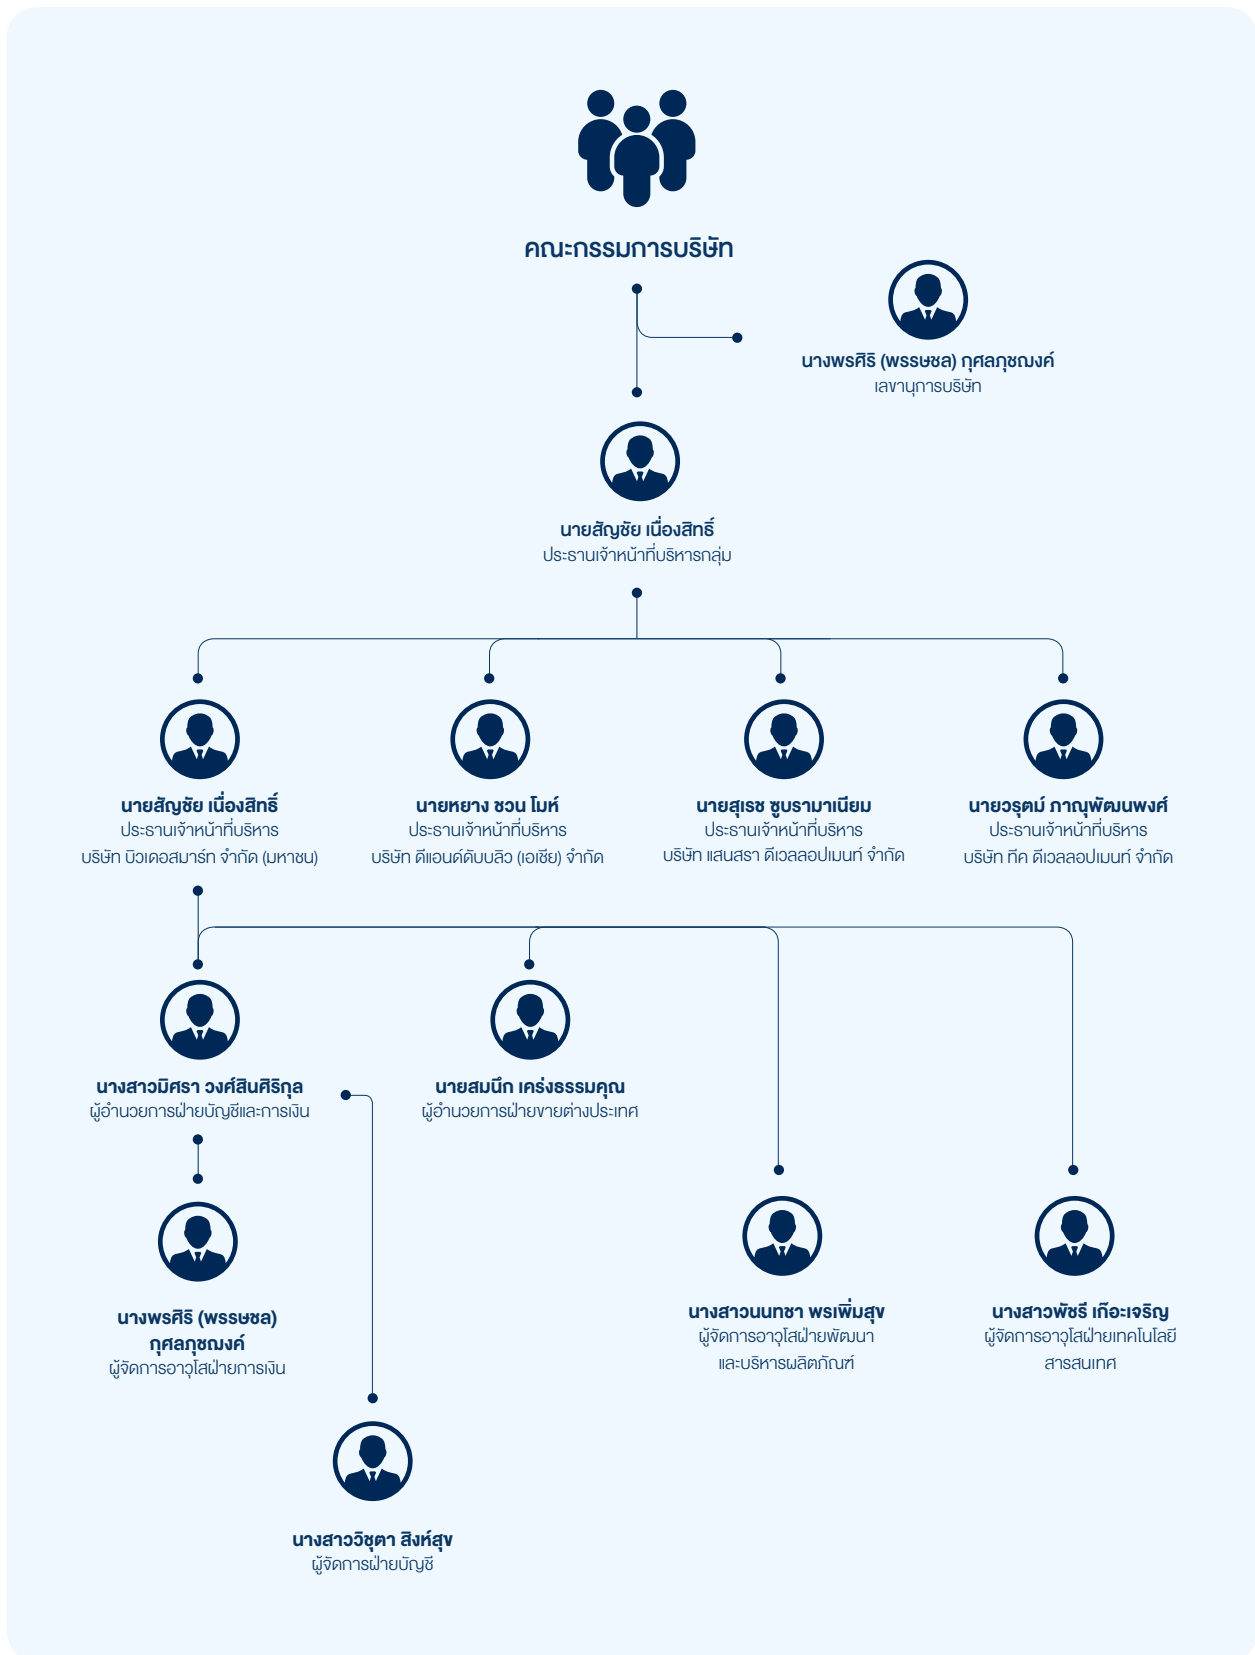 คณะกรรมการบริษัท
นางพรศิริ (พรรษชล) กุศลภุชฌงค์
เลขานุการบริษัท
นายสัญชัย เนื่องสิทธิ์
ประธานเจ้าหน้าที่บริหารกลุ่ม
นายสัญชัย เนื่องสิทธิ์
ประธานเจ้าหน้าที่บริหาร
บริษัท บิวเดอสมาร์ท จำกัด (มหาชน)
นายหยาง ชวน โมห์
ประธานเจ้าหน้าที่บริหาร
บริษัท ดีแอนด์ดับบลิว (เอเชีย) จำกัด
นายสุเรช ซูบรามาเนียม
ประธานเจ้าหน้าที่บริหาร
บริษัท แสนสรา ดีเวลลอปเมนท์ จำกัด
นายวรุตม์ ภาณุพัฒนพงศ์
ประธานเจ้าหน้าที่บริหาร
บริษัท ทีค ดีเวลลอปเมนท์ จำกัด
นางสาวมิศรา วงศ์สินศิริกุล
ผู้อำนวยการฝ่ายบัญชีและการเงิน
นายสมนึก เคร่งธรรมคุณ
ผู้อำนวยการฝ่ายขายต่างประเทศ
นางพรศิริ (พรรษชล)
กุศลภุชฌงค์
ผู้จัดการอาวุโสฝ่ายการเงิน
นางสาวนนทชา พรเพิ่มสุข
ผู้จัดการอาวุโสฝ่ายพัฒนา
และบริหารผลิตภัณฑ์
นางสาวพัชรี เก๊อะเจริญ
ผู้จัดการอาวุโสฝ่ายเทคโนโลยี
สารสนเทศ
นางสาววิชุตา สิงห์สุข
ผู้จัดการฝ่ายบัญชี